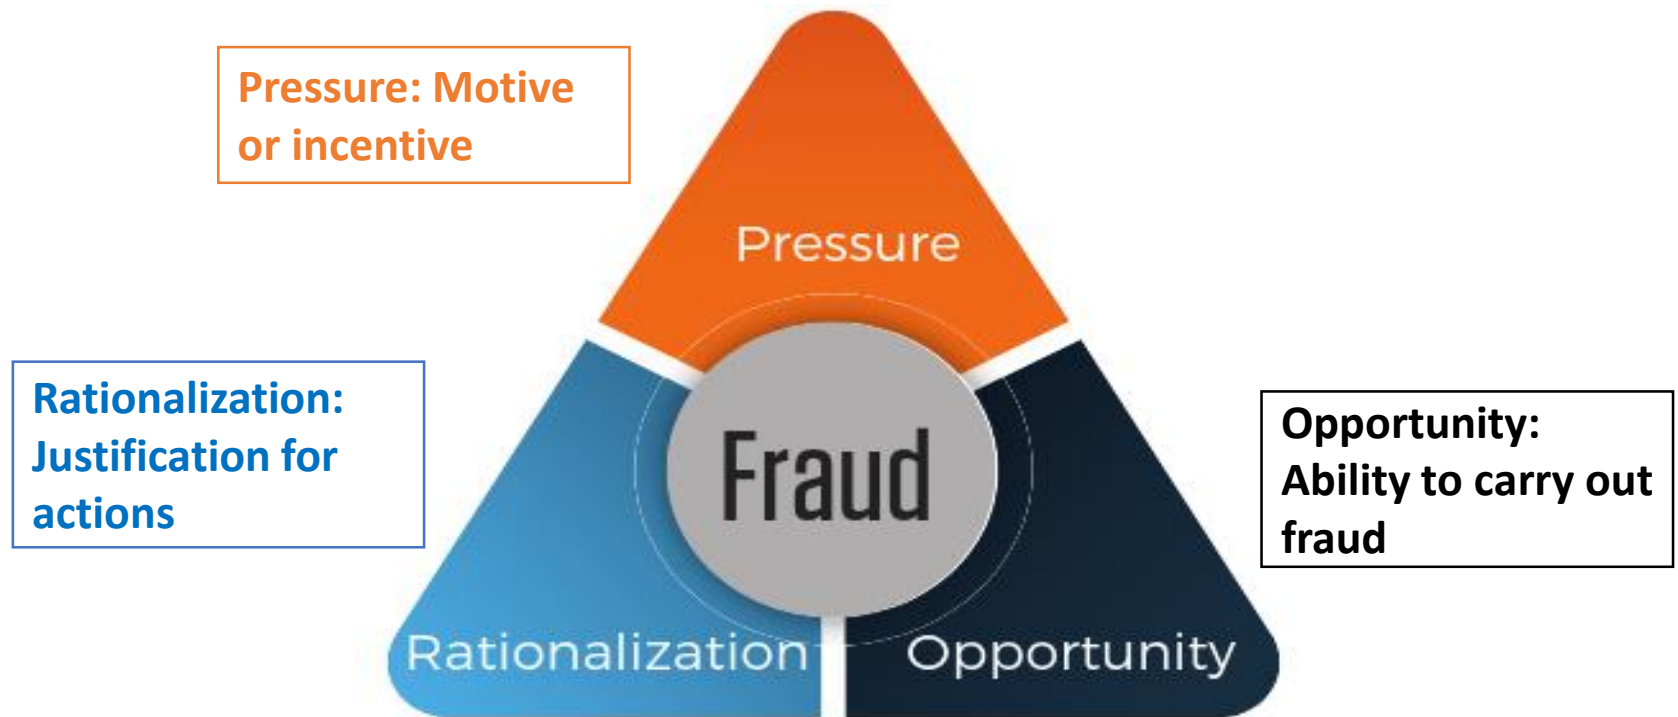 Pressure: Motive
or incentive
Pressure
Rationalization:
Justification for
actions
Fraud
Opportunity:
Ability to carry out
fraud
Rationalization
Opportunity